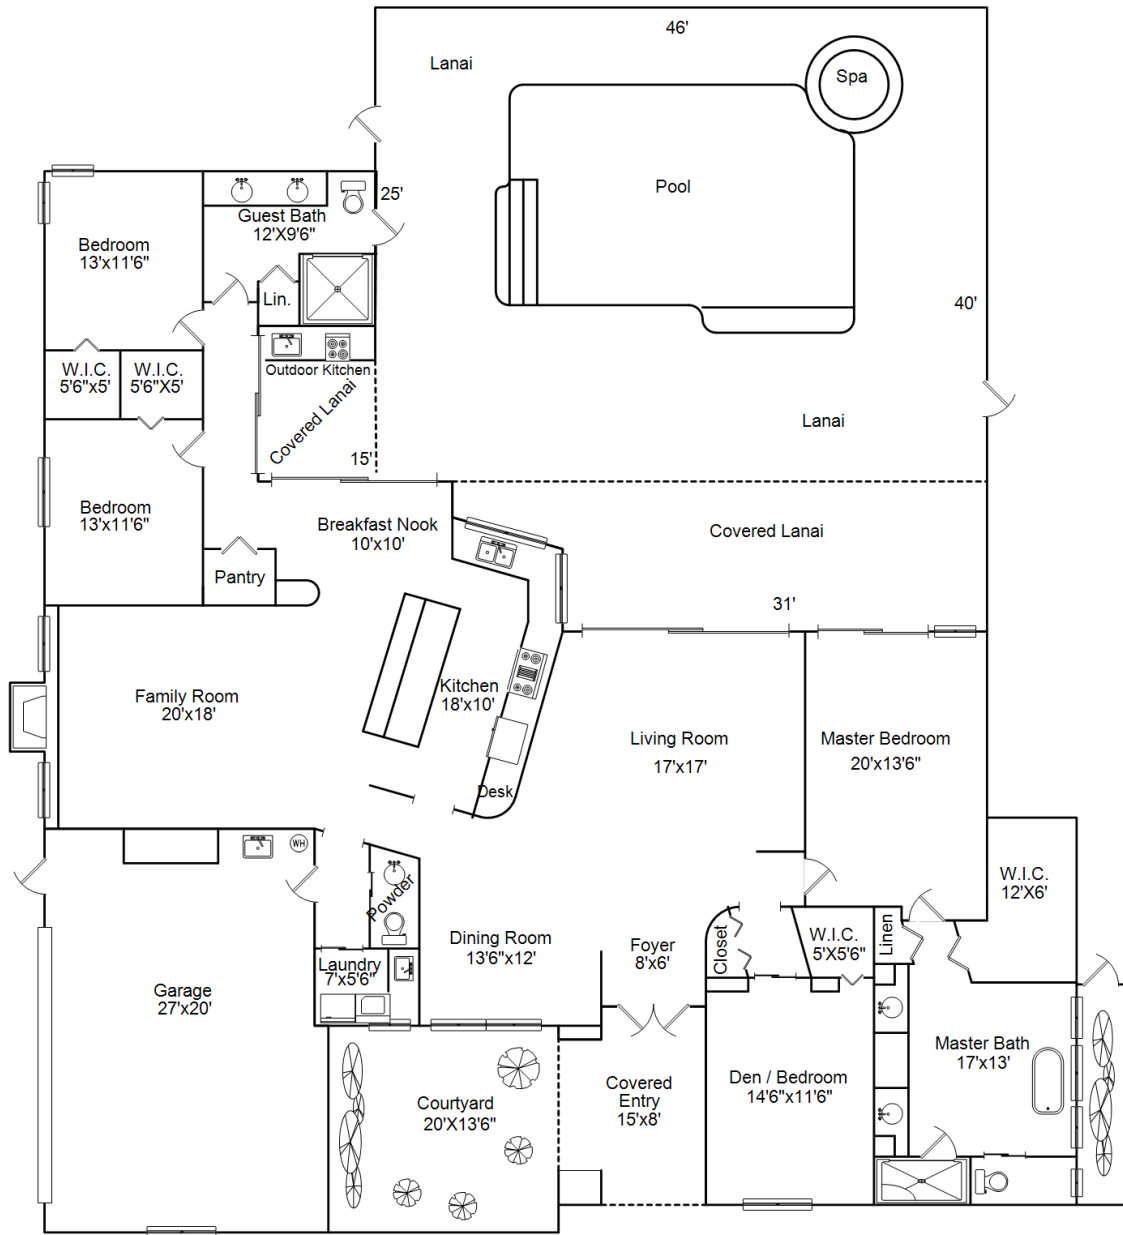 46'
Lanai
Spa
Pool
25'
Guest Bath
12'X9'6"
Bedroom
13'x11'6"
Lin.
40'
W.I.C.
5'6"x5'
W.I.C.
5'6"X5'
Outdoor Kitchen
Covered Lanai
15'
Lanai
Bedroom
13'x11'6"
Breakfast Nook
10'x10'
Covered Lanai
Pantry
31'
Family Room
20'x18'
Kitchen
18'x10'
Living Room
17'x17'
Master Bedroom
20'x13'6"
Desk
WH
Powder
W.I.C.
12'X6'
Dining Room
13'6"x12'
Foyer
8'x6'
Closet
W.I.C.
5'X5'6"
Linen
Laundry
7'x5'6"
Garage
27'x20'
Master Bath
17'x13'
Courtyard
20'X13'6"
Covered
Entry
15'x8'
Den / Bedroom
14'6"x11'6"